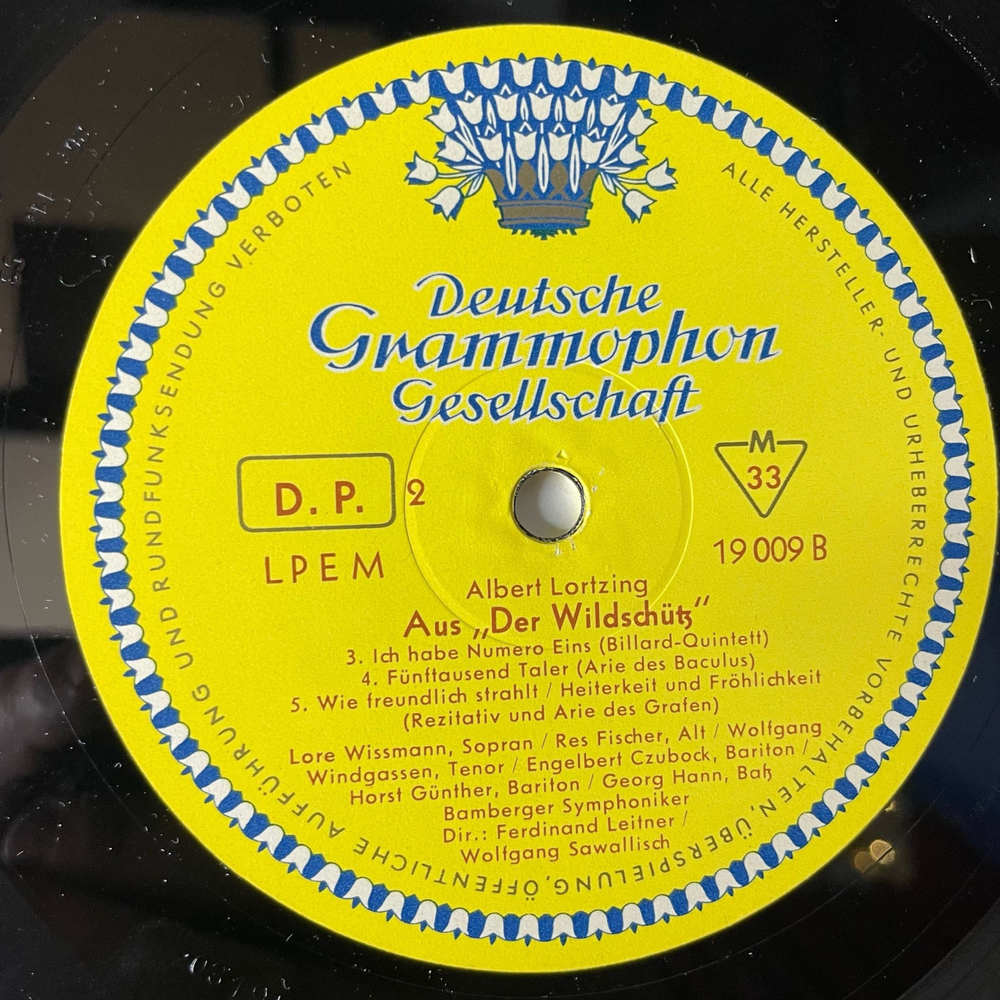 ALLE HERSTELLER- UND URHEBERRECHTE VORBEHALTEN, ÜBERSPIELUNG, ÖFFENTLICHE AUFFÜHRUNG UND RUNDFUNKSENDUNG VERBOTEN
Deutsche
Grammophon
Gesellschaft
D. P. 2
M
33
LPEM
19 009 B
Albert Lortzing
Aus „Der Wildschütz“
3. Ich habe Numero Eins (Billard-Quintett)
4. Fünftausend Taler (Arie des Baculus)
5. Wie freundlich strahlt / Heiterkeit und Fröhlichkeit
(Rezitativ und Arie des Grafen)
Lore Wissmann, Sopran / Res Fischer, Alt / Wolfgang
Windgassen, Tenor / Engelbert Czubock, Bariton /
Horst Günther, Bariton / Georg Hann, Baß
Bamberger Symphoniker
Dir.: Ferdinand Leitner /
Wolfgang Sawallisch